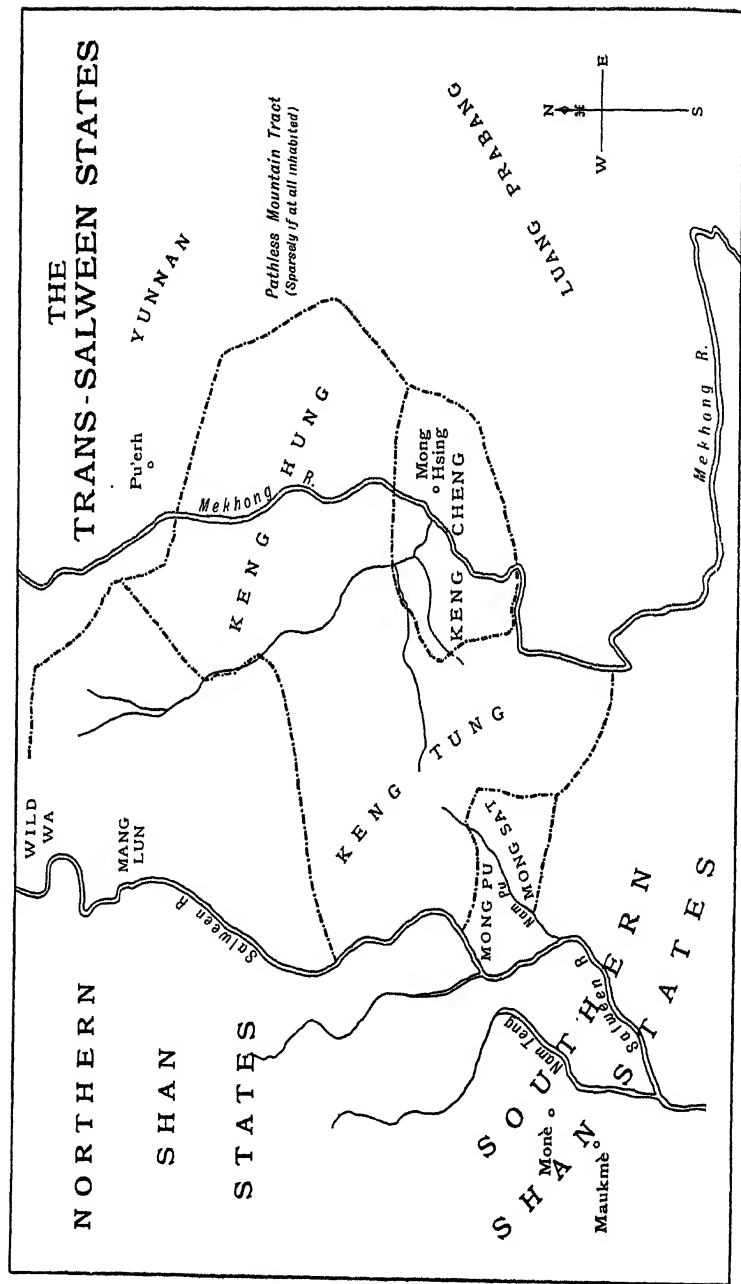 THE
TRANS-SALWEEN STATES
NORTHERN
SHAN
STATES
WILD
WA
MANG
LUN
Salween R
Pu'erh
YUNNAN
Pathless Mountain Tract
(Sparsely if at all inhabited)
Mekhong R.
KENG HUNG
KENG TUNG
Mong
Hsing
KENG CHENG
LUANG PRABANG
N
W
E
S
MONG PU
Nam
Pu
MONG SAT
Nam Teng
Salween R
SOUTHERN
SHAN STATES
Monè
Maukmè
Mekhong R.